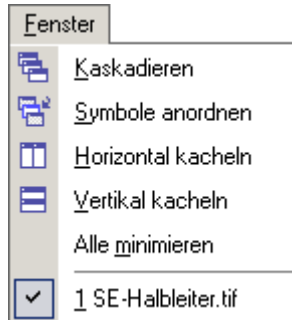 Fenster
Kaskadieren
Symbole anordnen
Horizontal kacheln
Vertikal kacheln
Alle minimieren
1 SE-Halbleiter.tif